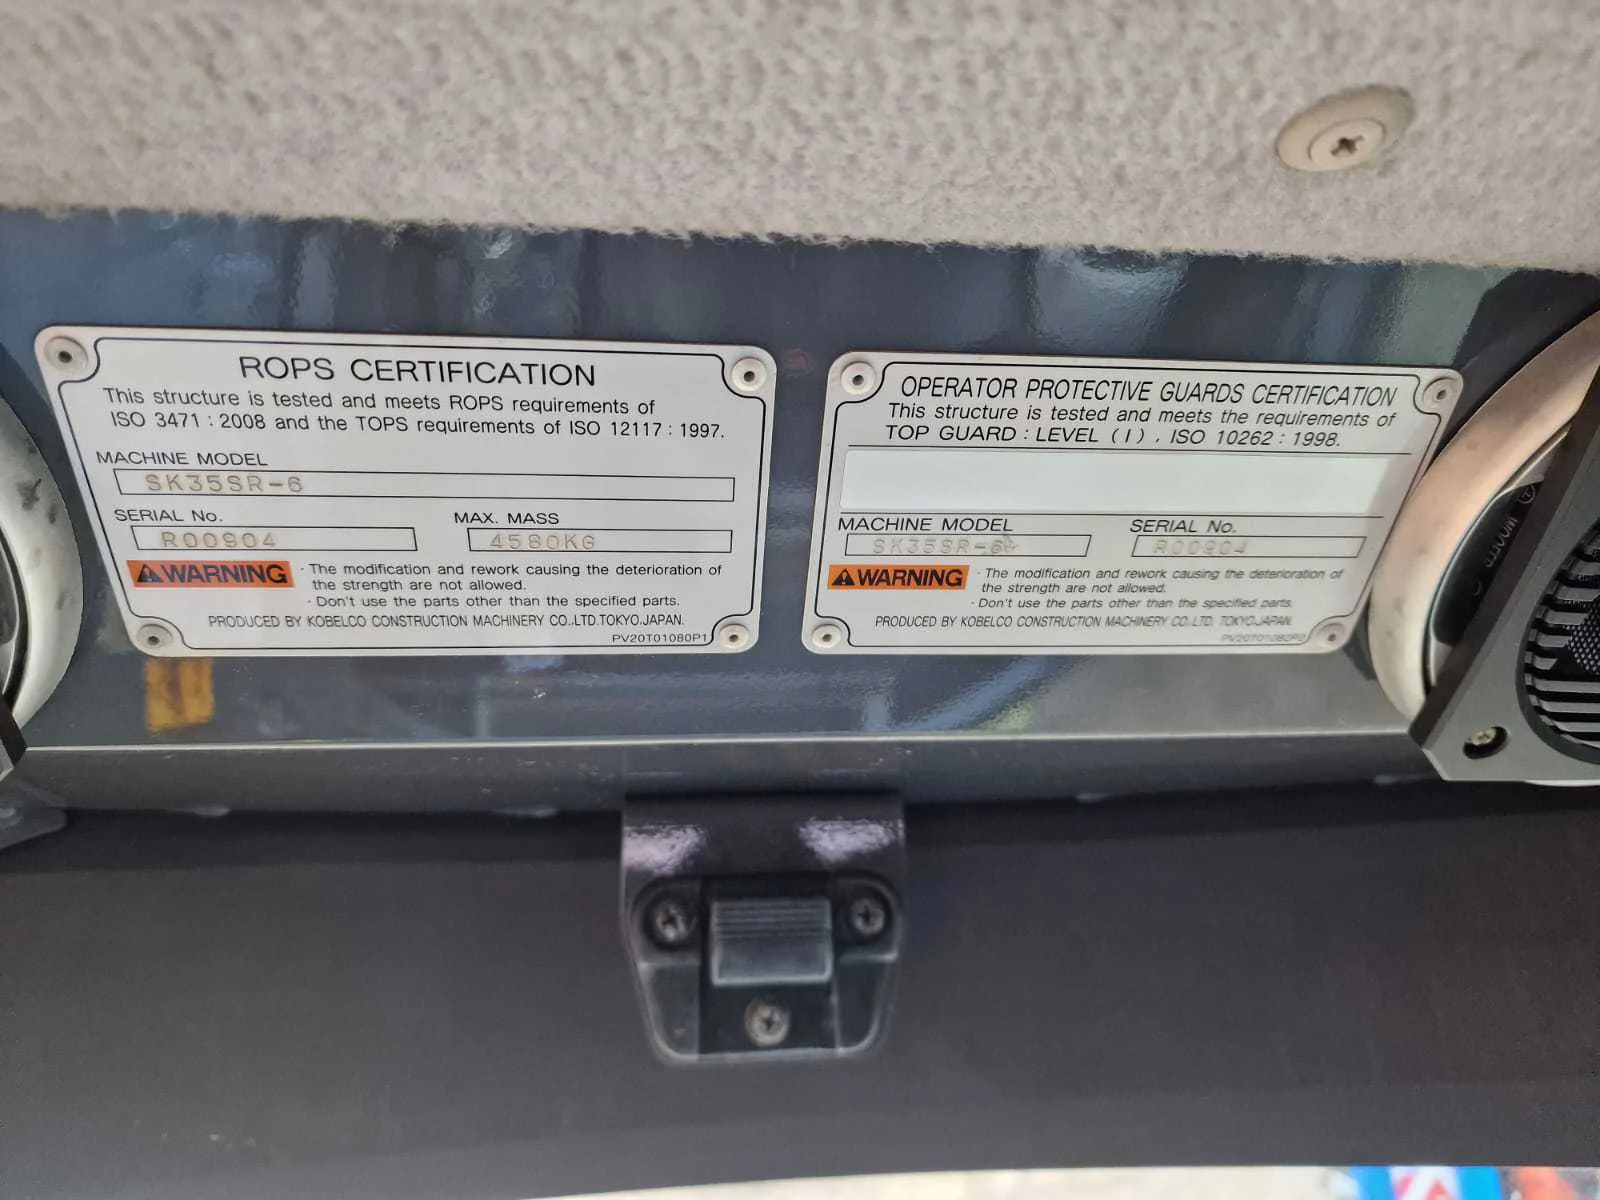 ROPS CERTIFICATION
This structure is tested and meets ROPS requirements of
ISO 3471 : 2008 and the TOPS requirements of ISO 12117 : 1997.
MACHINE MODEL
SK35SR-6
SERIAL No.
R00904
MAX. MASS
4580KG
WARNING
· The modification and rework causing the deterioration of
the strength are not allowed.
· Don't use the parts other than the specified parts.
PRODUCED BY KOBELCO CONSTRUCTION MACHINERY CO.,LTD.TOKYO,JAPAN.
PV20T01080P1
OPERATOR PROTECTIVE GUARDS CERTIFICATION
This structure is tested and meets the requirements of
TOP GUARD : LEVEL (I) , ISO 10262 : 1998.
MACHINE MODEL
SK35SR-6
SERIAL No.
R00904
WARNING
· The modification and rework causing the deterioration of
the strength are not allowed.
· Don't use the parts other than the specified parts.
PRODUCED BY KOBELCO CONSTRUCTION MACHINERY CO.,LTD. TOKYO,JAPAN.